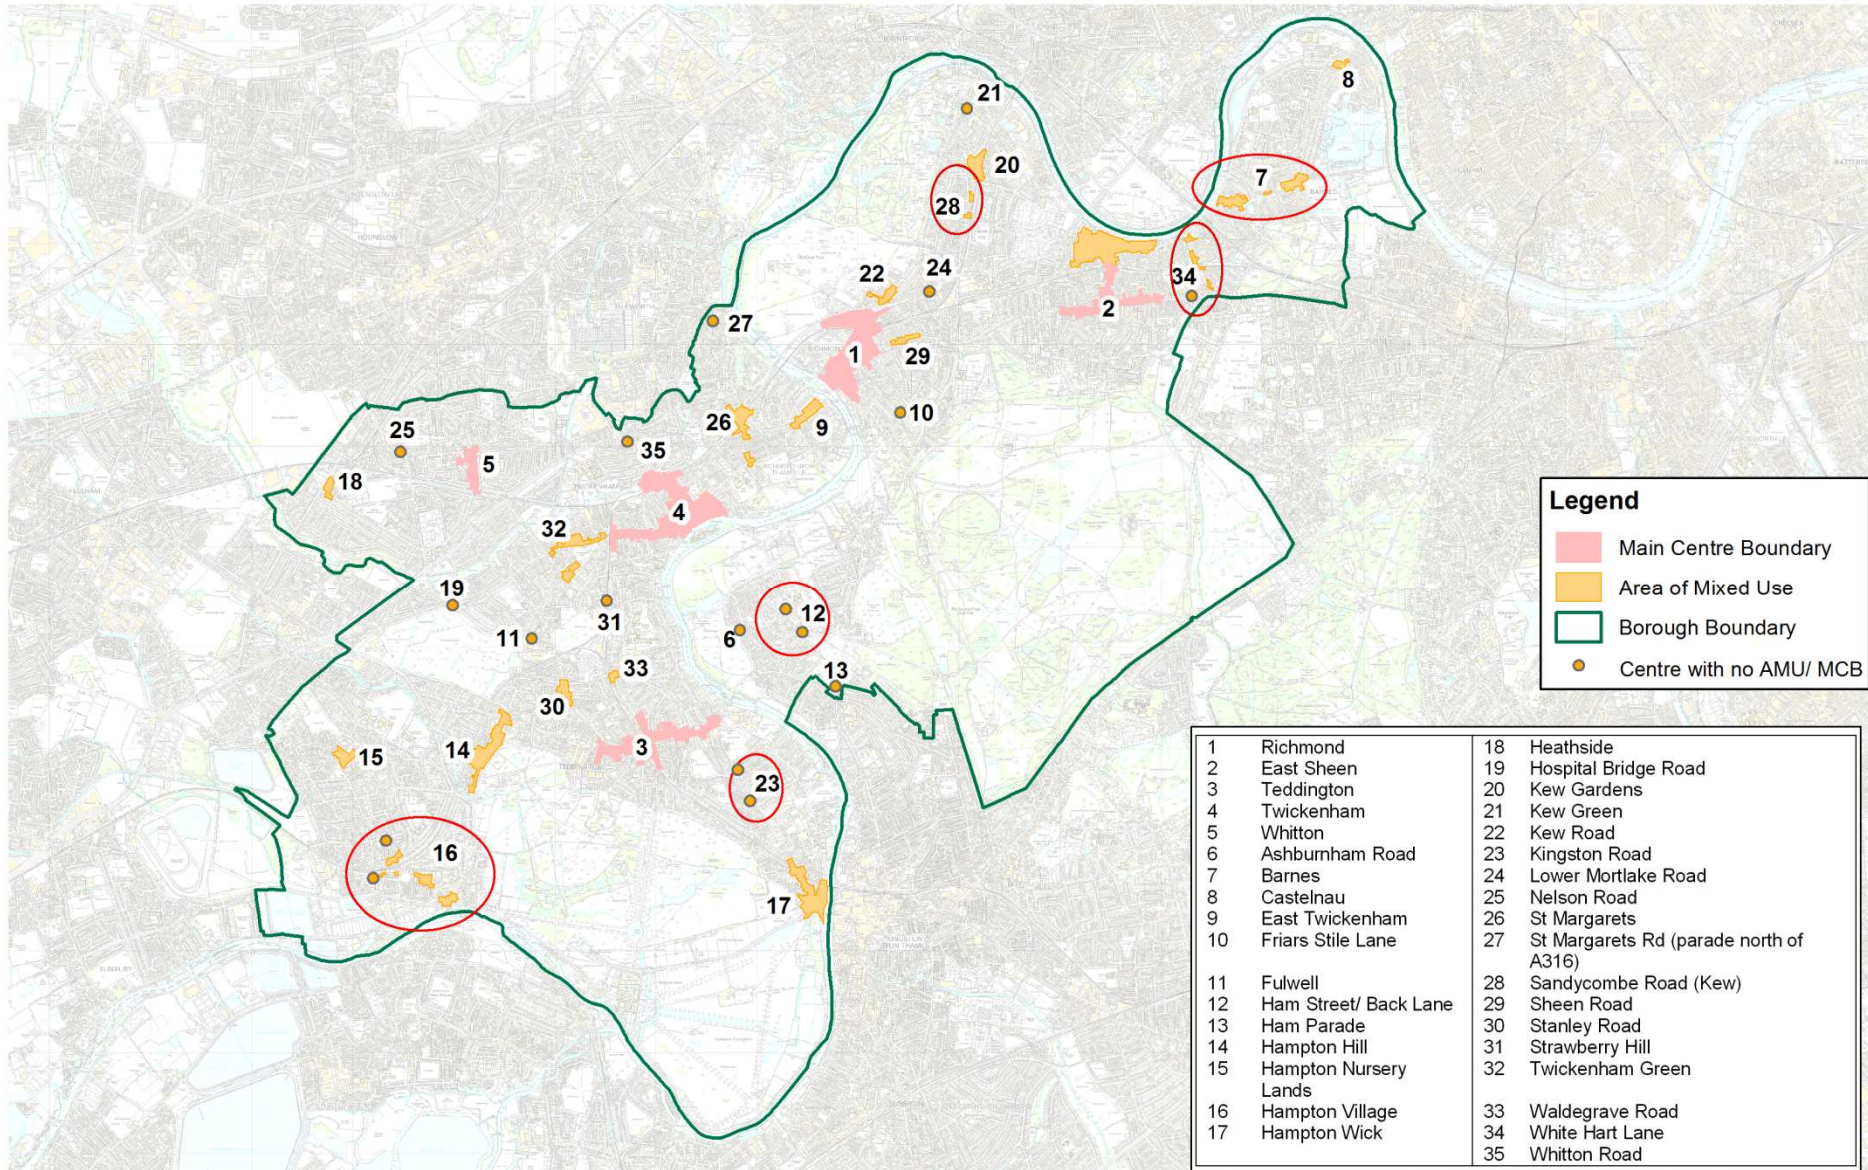 21
8
20
7
28
22
24
34
2
27
1
29
26
9
10
25
5
35
18
4
32
19
31
12
6
11
33
13
30
15
14
3
23
16
17
Legend
Main Centre Boundary
Area of Mixed Use
Borough Boundary
Centre with no AMU/ MCB
1 Richmond
2 East Sheen
3 Teddington
4 Twickenham
5 Whitton
6 Ashburnham Road
7 Barnes
8 Castelnau
9 East Twickenham
10 Friars Stile Lane
11 Fulwell
12 Ham Street/ Back Lane
13 Ham Parade
14 Hampton Hill
15 Hampton Nursery
Lands
16 Hampton Village
17 Hampton Wick
18 Heathside
19 Hospital Bridge Road
20 Kew Gardens
21 Kew Green
22 Kew Road
23 Kingston Road
24 Lower Mortlake Road
25 Nelson Road
26 St Margarets
27 St Margarets Rd (parade north of
A316)
28 Sandycombe Road (Kew)
29 Sheen Road
30 Stanley Road
31 Strawberry Hill
32 Twickenham Green
33 Waldegrave Road
34 White Hart Lane
35 Whitton Road